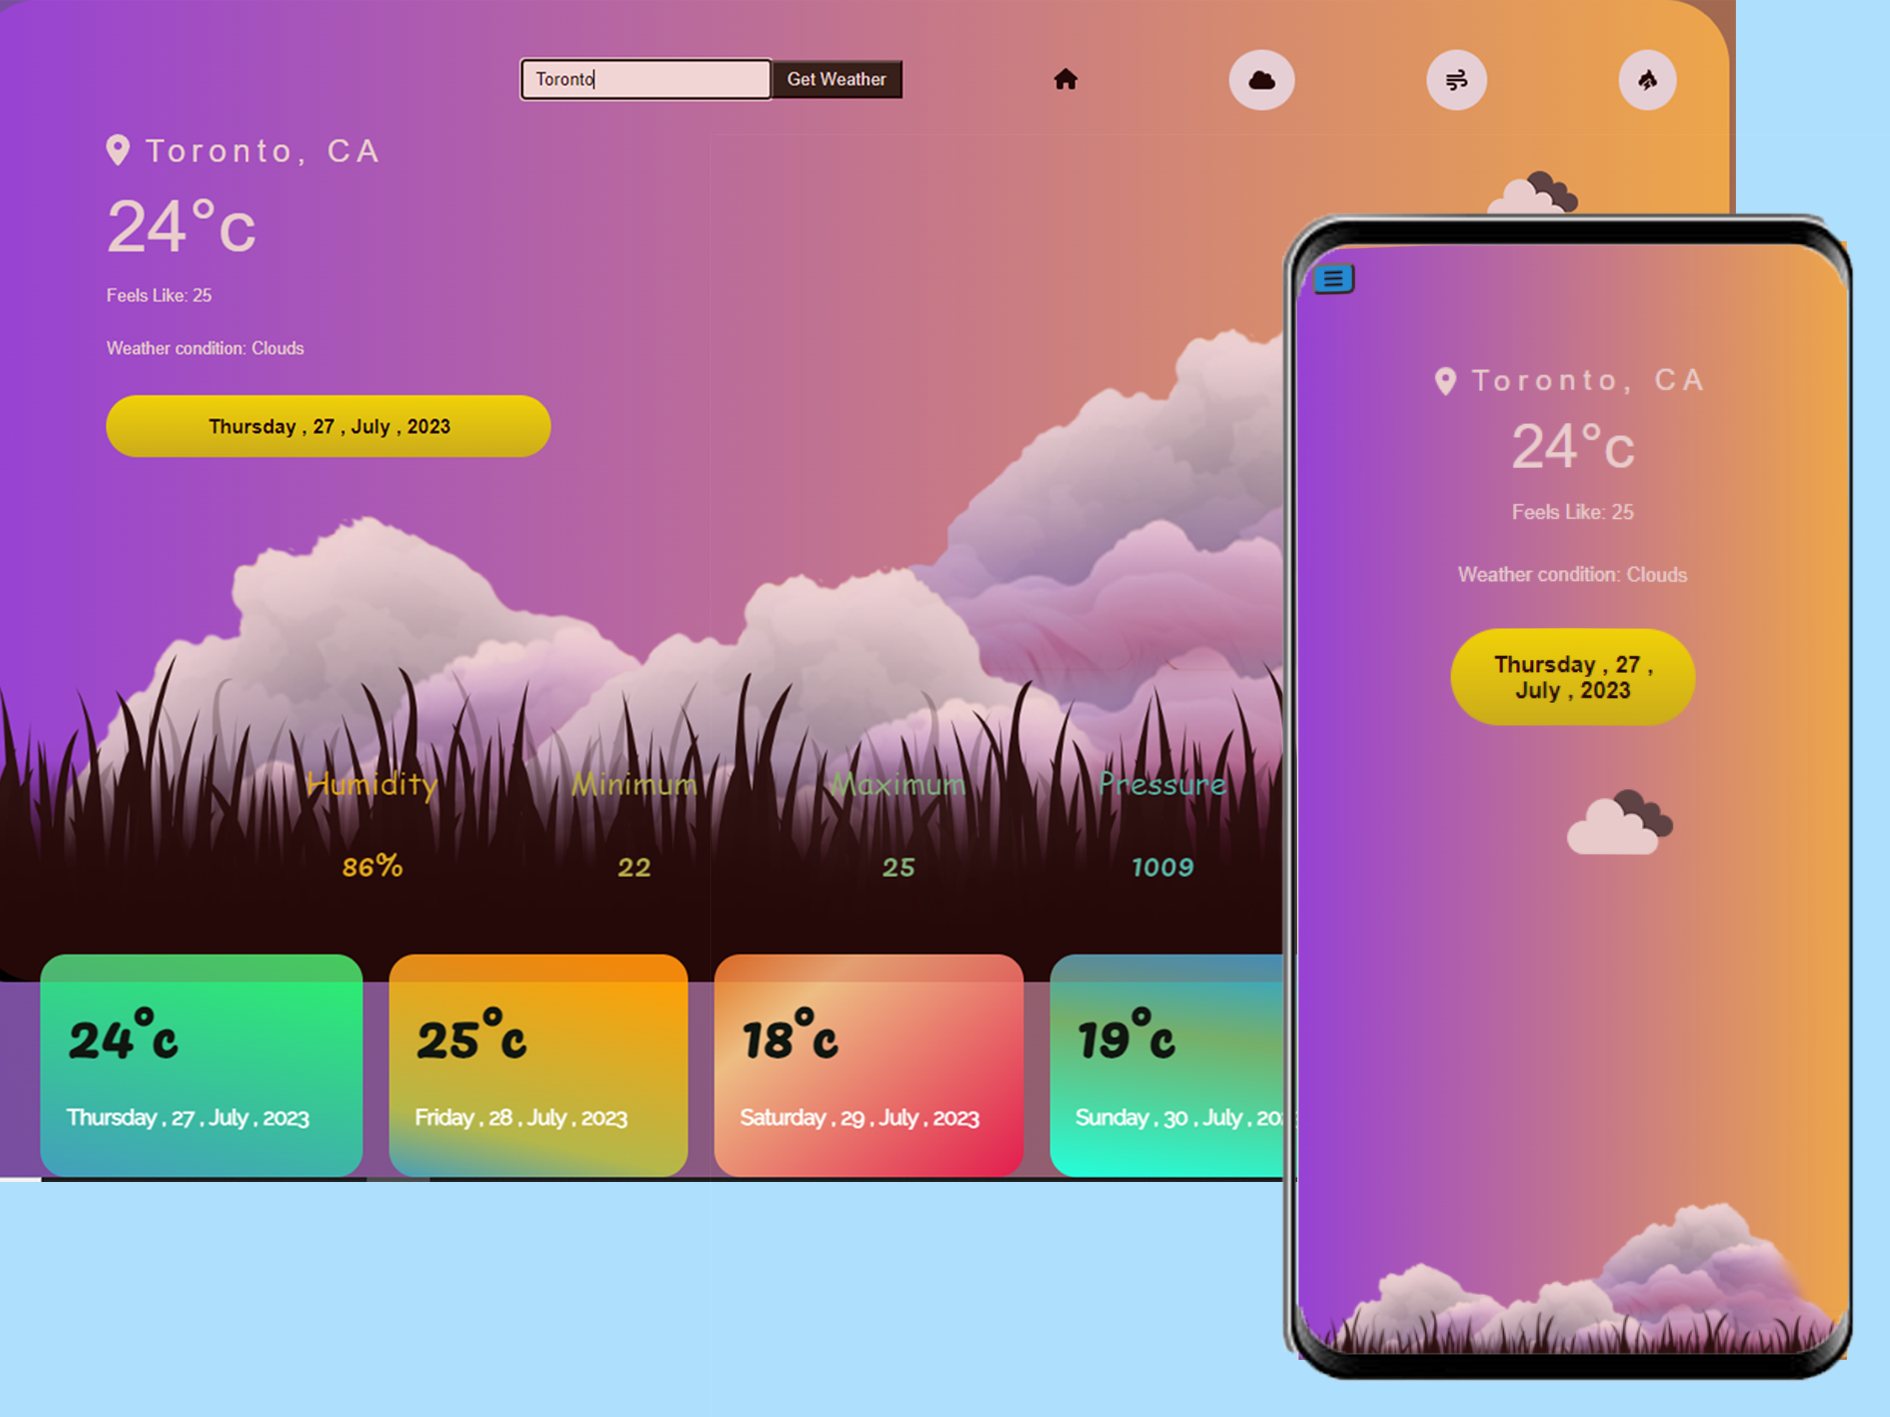 Toronto
Get Weather
Toronto, CA
24°c
Feels Like: 25
Weather condition: Clouds
Thursday , 27 , July , 2023
Humidity
Minimum
Maximum
Pressure
86%
22
25
1009
24°c
Thursday , 27 , July , 2023
25°c
Friday , 28 , July , 2023
18°c
Saturday , 29 , July , 2023
19°c
Sunday , 30 , July , 20
Toronto, CA
24°c
Feels Like: 25
Weather condition: Clouds
Thursday , 27 ,
July , 2023